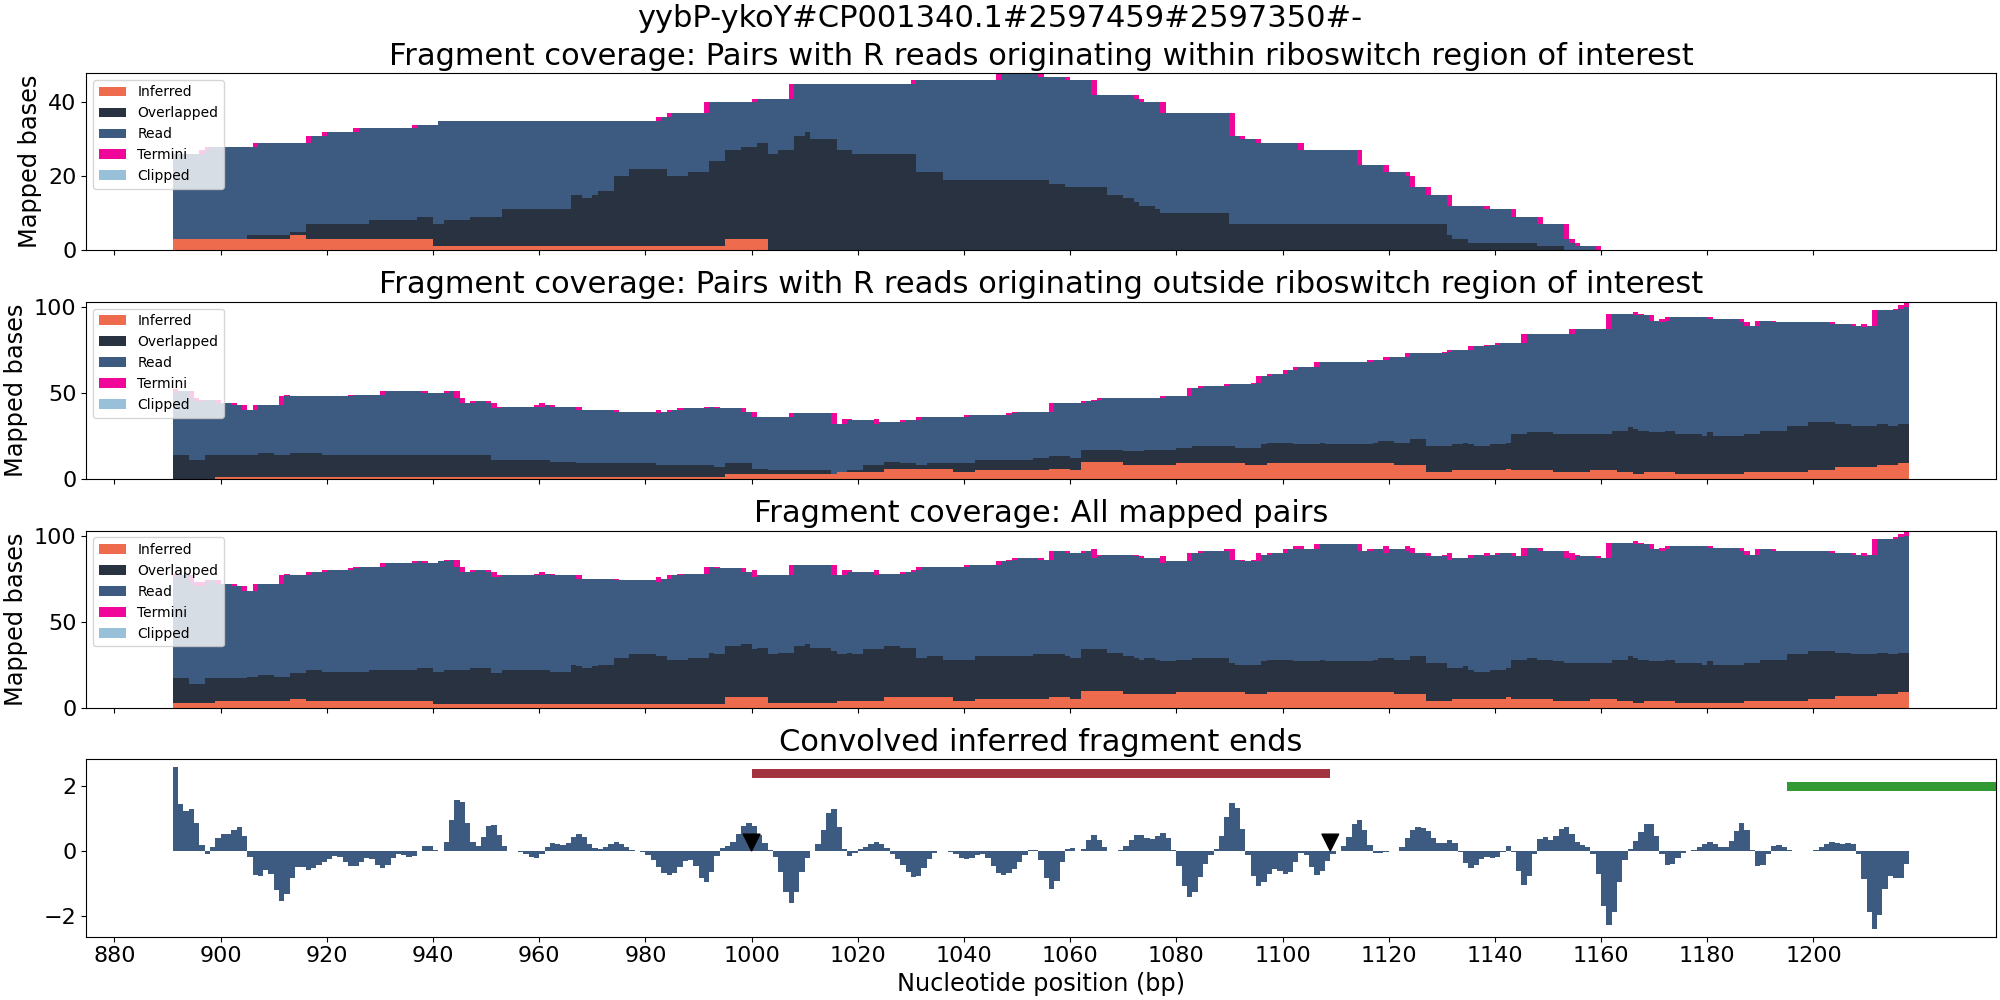 yybP-ykoY#CP001340.1#2597459#2597350#-
Fragment coverage: Pairs with R reads originating within riboswitch region of interest
Mapped bases
40
20
0
Inferred
Overlapped
Read
Termini
Clipped
Fragment coverage: Pairs with R reads originating outside riboswitch region of interest
Mapped bases
100
50
0
Inferred
Overlapped
Read
Termini
Clipped
Fragment coverage: All mapped pairs
Mapped bases
100
50
0
Inferred
Overlapped
Read
Termini
Clipped
Convolved inferred fragment ends
2
0
−2
880 900 920 940 960 980 1000 1020 1040 1060 1080 1100 1120 1140 1160 1180 1200
Nucleotide position (bp)